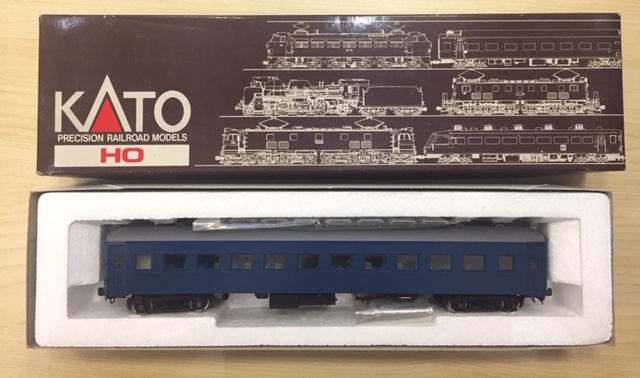 KATO
PRECISION RAILROAD MODELS
HO